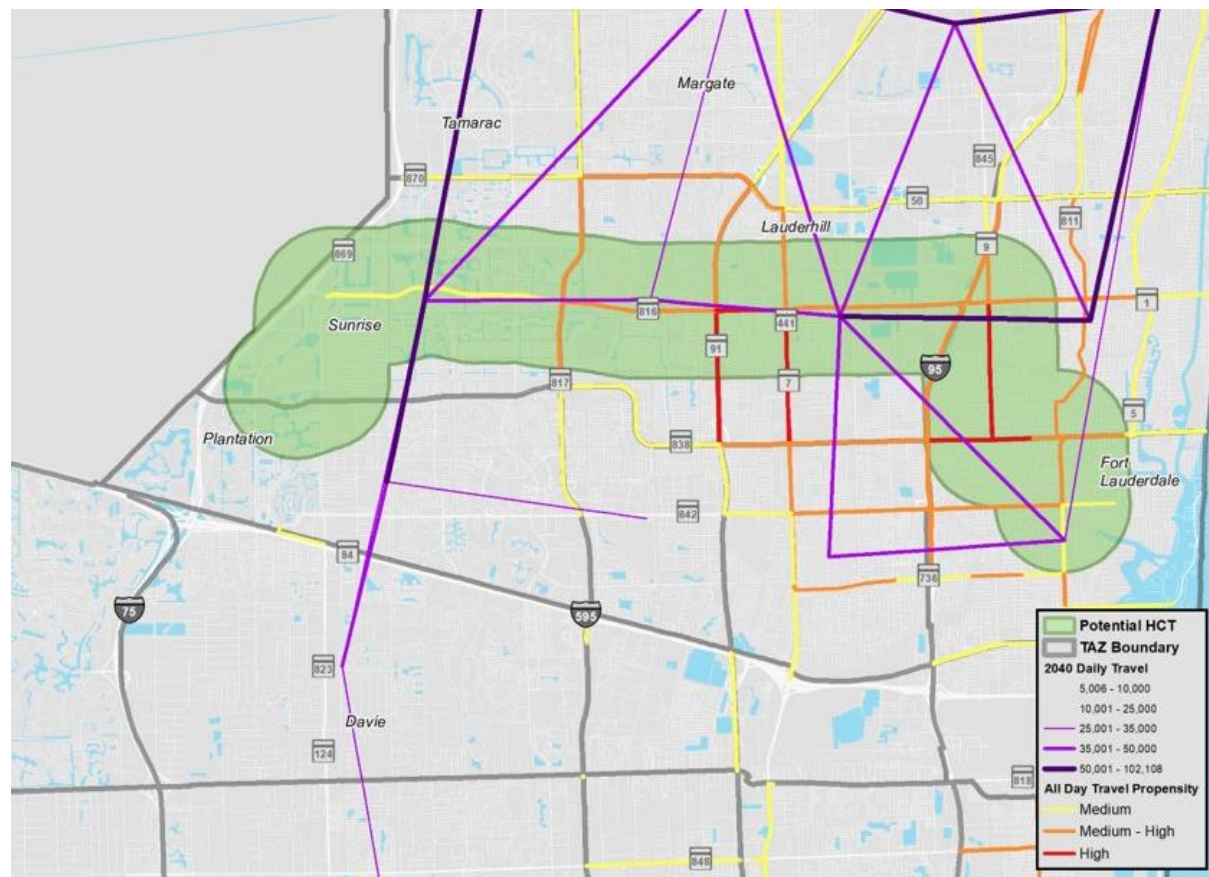 Margate
Tamarac
845
870
50
811
Lauderhill
869
9
1
816
Sunrise
441
91
95
817
7
5
Plantation
838
Fort
Lauderdale
842
84
736
75
595
823
Davie
124
818
848
Potential HCT
TAZ Boundary
2040 Daily Travel
5,006 - 10,000
10,001 - 25,000
25,001 - 35,000
35,001 - 50,000
50,001 - 102,108
All Day Travel Propensity
Medium
Medium - High
High